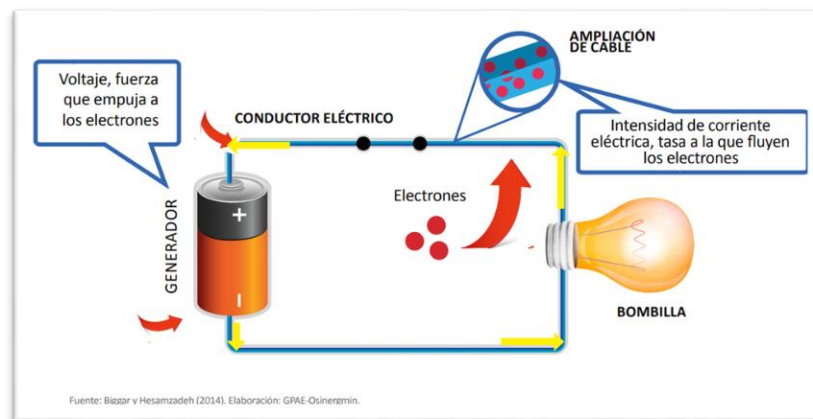 AMPLIACIÓN
DE CABLE
Voltaje, fuerza
que empuja a
los electrones
CONDUCTOR ELÉCTRICO
Intensidad de corriente
eléctrica, tasa a la que fluyen
los electrones
Electrones
GENERADOR
+
–
BOMBILLA
Fuente: Biggar y Hesamzadeh (2014). Elaboración: GPAE-Osinergmin.